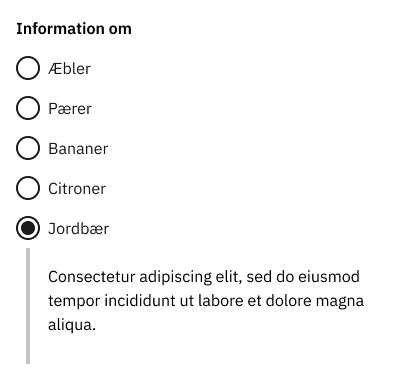 Information om
Æbler
Pærer
Bananer
Citroner
Jordbær
Consectetur adipiscing elit, sed do eiusmod
tempor incididunt ut labore et dolore magna
aliqua.